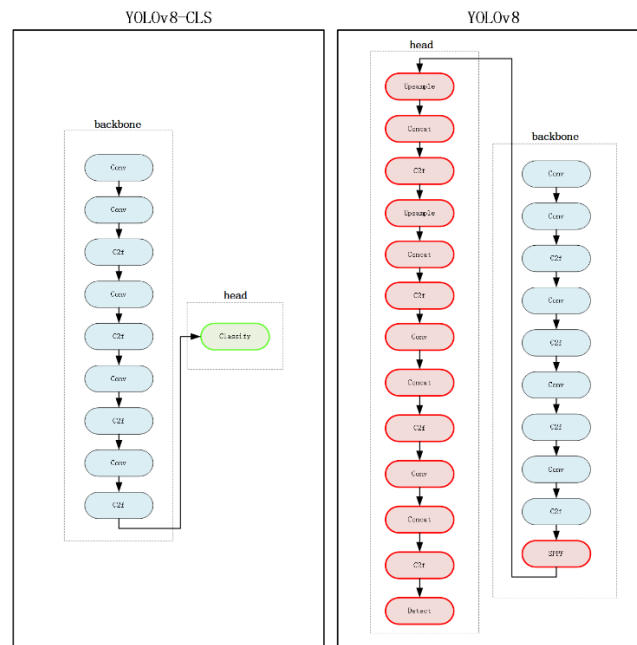 YOLOv8-CLS
backbone
Conv
Conv
C2f
Conv
C2f
Conv
C2f
Conv
C2f
head
Classify
YOLOv8
head
Upsample
Concat
C2f
Upsample
Concat
C2f
Conv
Concat
C2f
Conv
Concat
C2f
Detect
backbone
Conv
Conv
C2f
Conv
C2f
Conv
C2f
Conv
C2f
SPPF